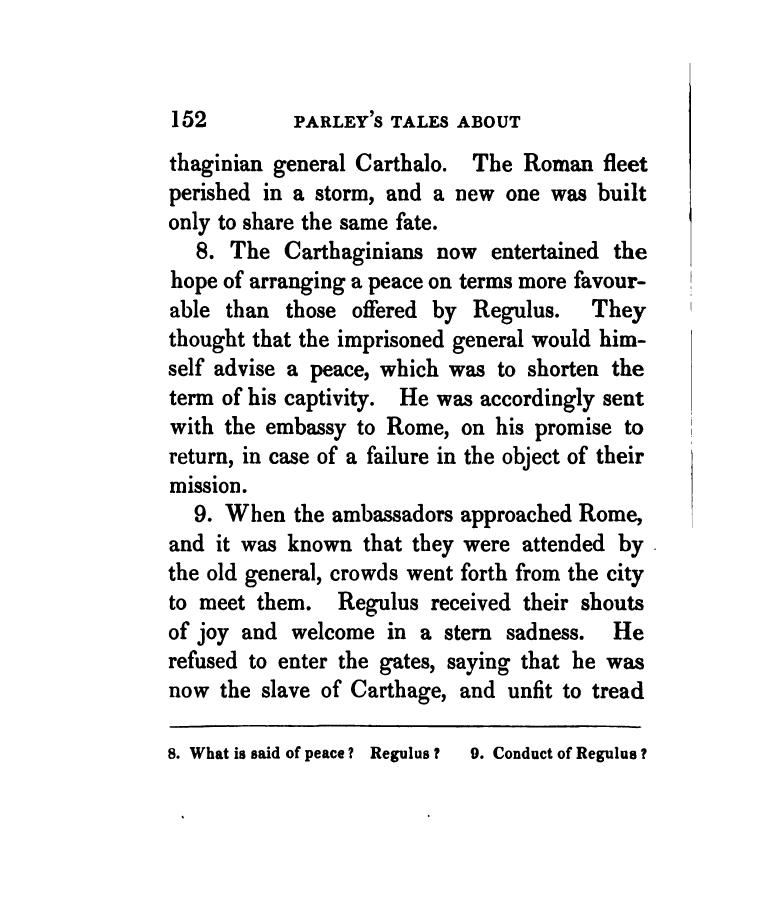 152 PARLEY'S TALES ABOUT
thaginian general Carthalo. The Roman fleet
perished in a storm, and a new one was built
only to share the same fate.
8. The Carthaginians now entertained the
hope of arranging a peace on terms more favour-
able than those offered by Regulus. They
thought that the imprisoned general would him-
self advise a peace, which was to shorten the
term of his captivity. He was accordingly sent
with the embassy to Rome, on his promise to
return, in case of a failure in the object of their
mission.
9. When the ambassadors approached Rome,
and it was known that they were attended by
the old general, crowds went forth from the city
to meet them. Regulus received their shouts
of joy and welcome in a stern sadness. He
refused to enter the gates, saying that he was
now the slave of Carthage, and unfit to tread
8. What is said of peace? Regulus? 9. Conduct of Regulus?